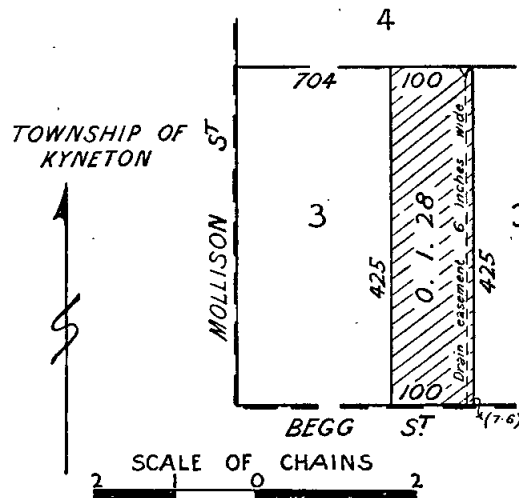 4
704 100
TOWNSHIP OF
KYNETON
MOLLISON ST
3
425
0. 1. 28
Drain easement 6 inches wide
425
100
(7.6)
BEGG ST.
SCALE OF CHAINS
2 1 0 2